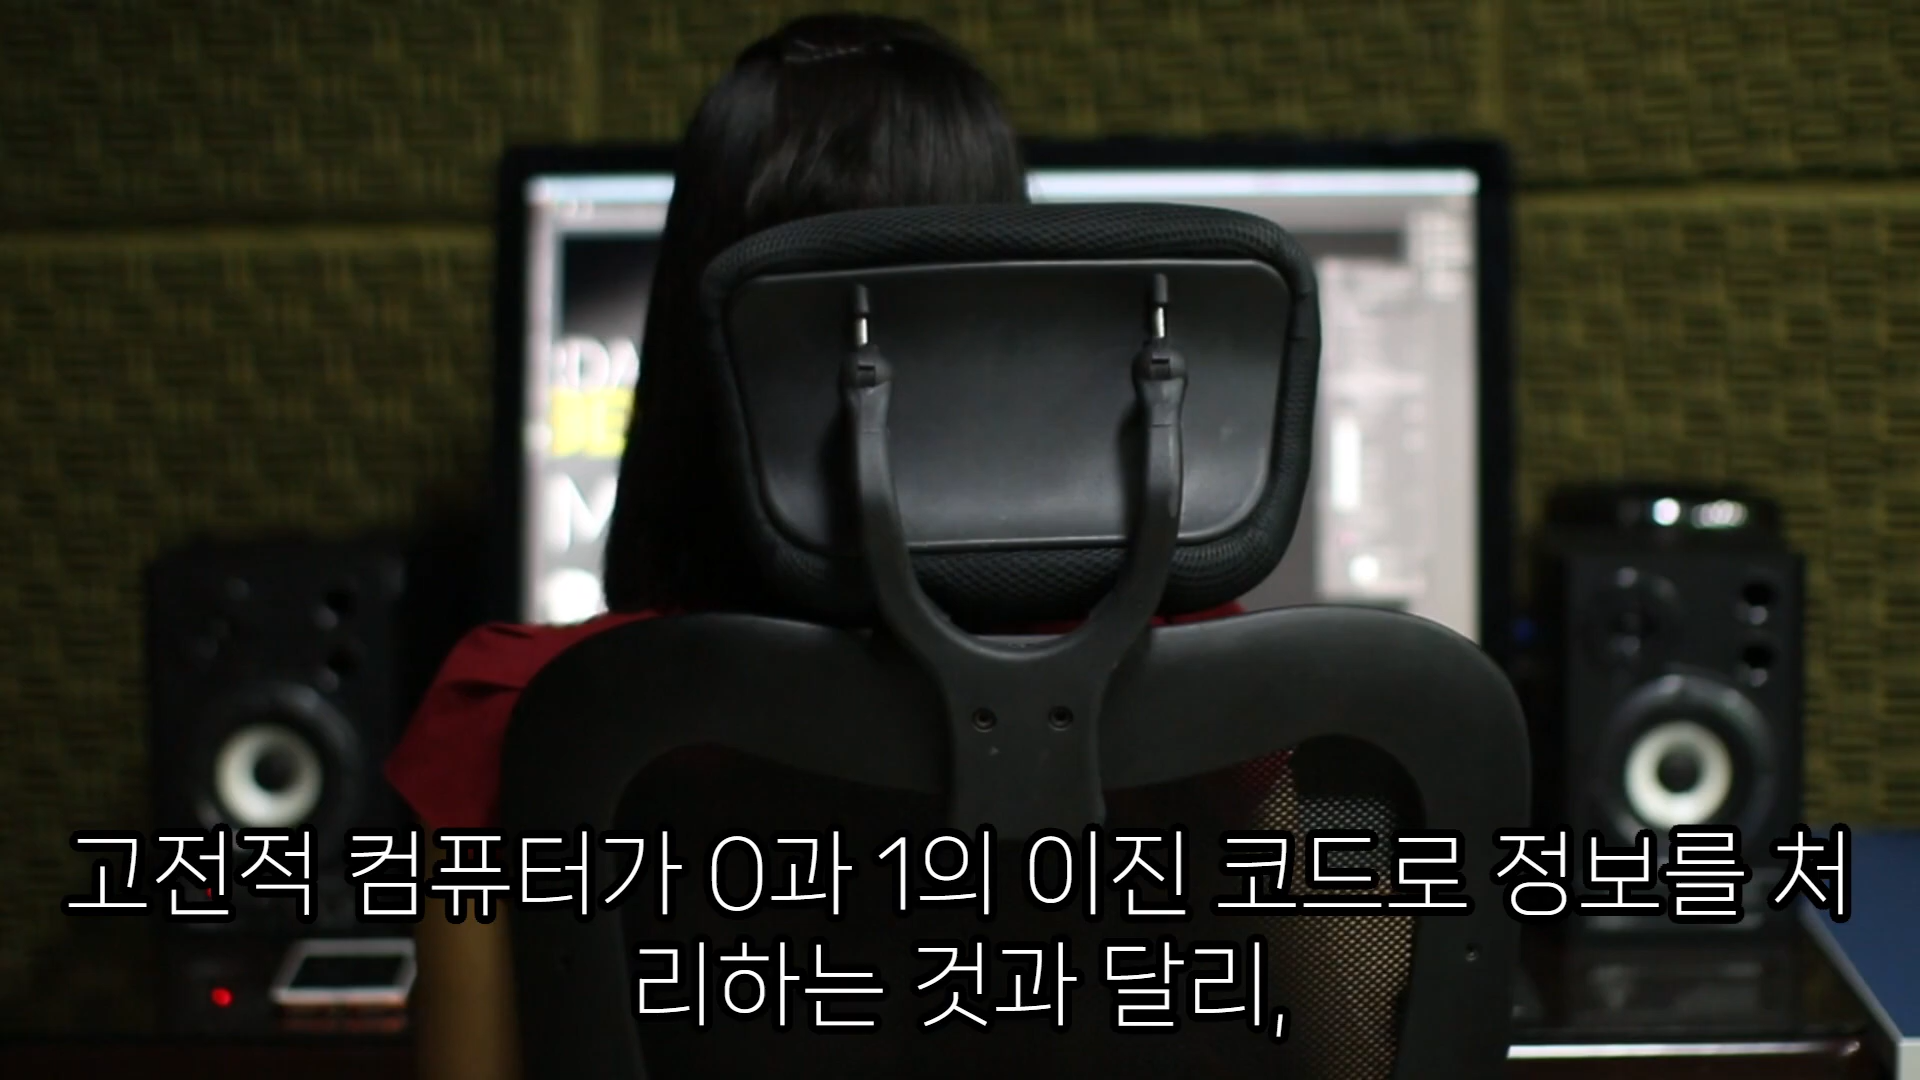 고전적 컴퓨터가 0과 1의 이진 코드로 정보를 처
리하는 것과 달리,